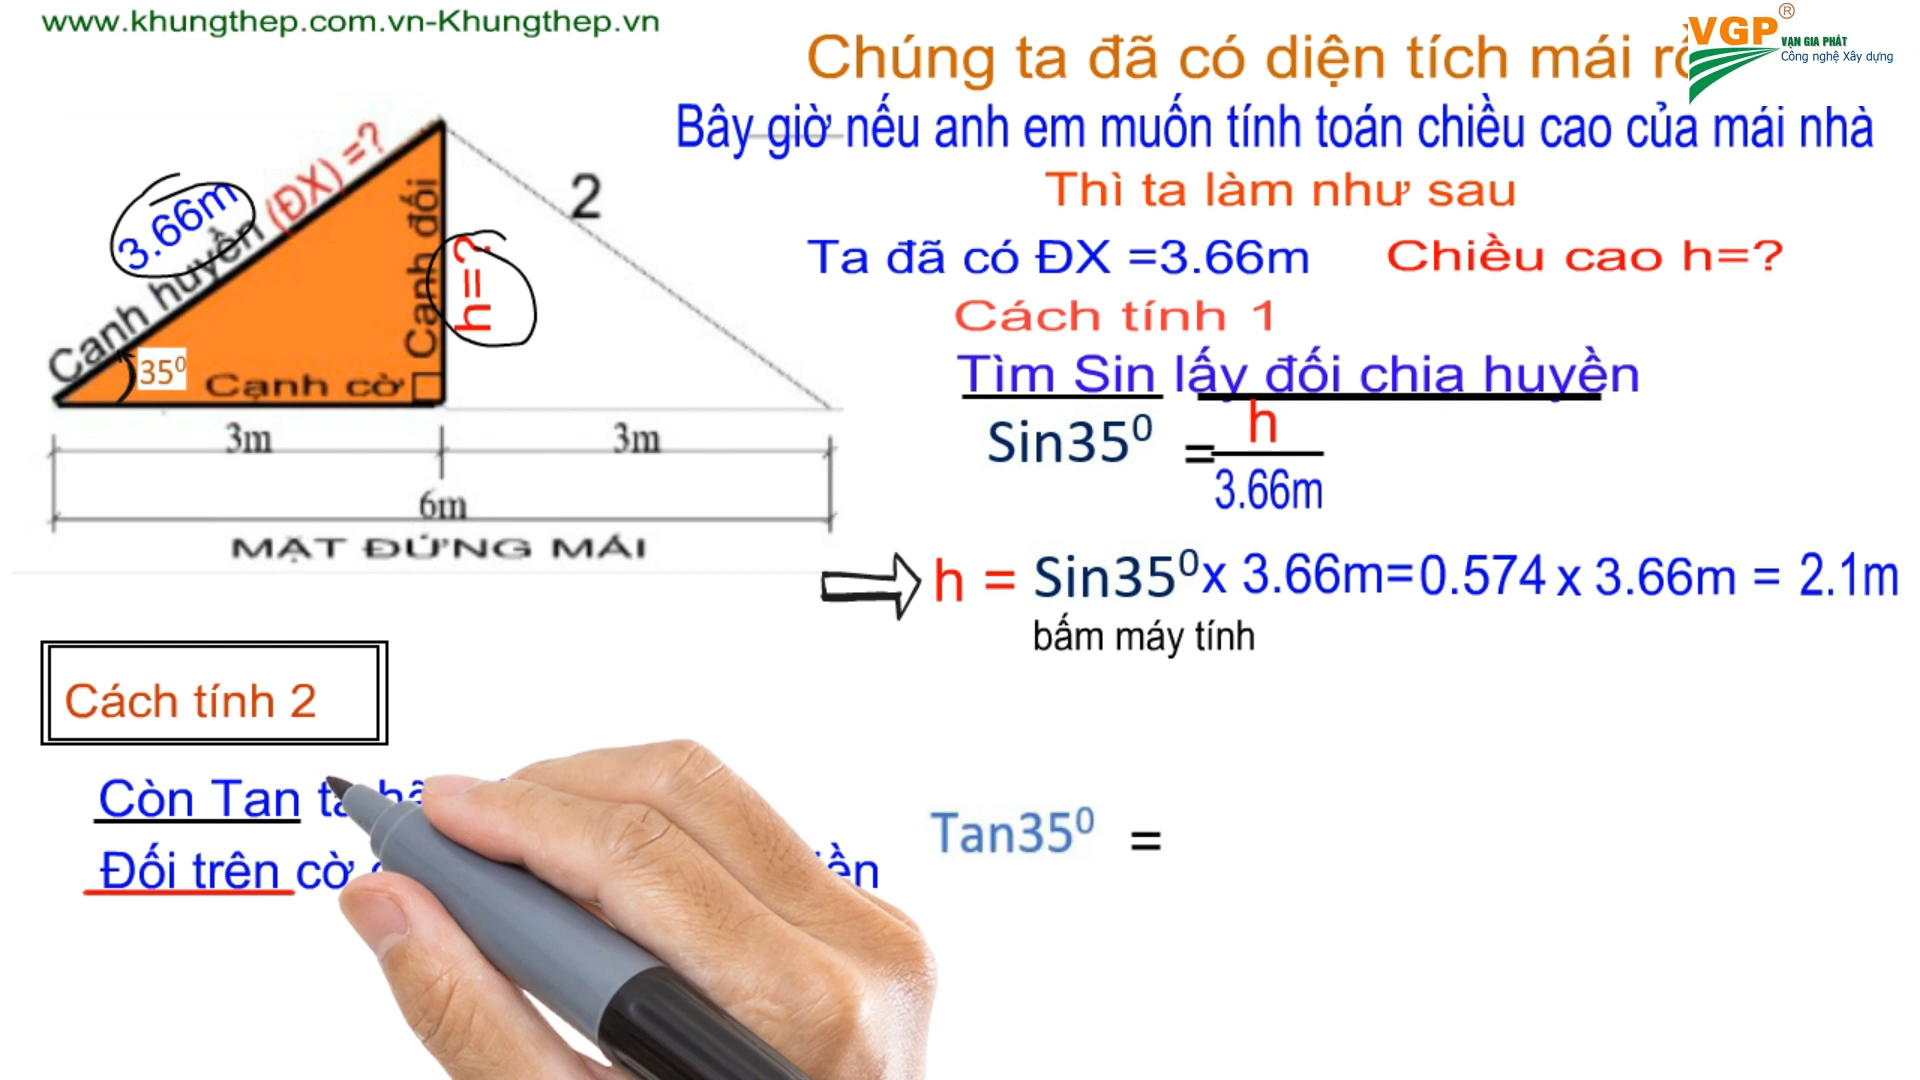 www.khungthep.com.vn-Khungthep.vn
VGP®
VẠN GIA PHÁT
Công nghệ Xây dựng
Chúng ta đã có diện tích mái
Bây giờ nếu anh em muốn tính toán chiều cao của mái nhà
Thì ta làm như sau
Ta đã có ĐX =3.66m Chiều cao h=?
Cách tính 1
Tìm Sin lấy đối chia huyền
Sin35⁰ = h
3.66m
h = Sin35⁰ x 3.66m=0.574 x 3.66m = 2.1m
bấm máy tính
3.66m
Cạnh huyền (ĐX) =?
Cạnh đối
h=?
2
35⁰
Cạnh cờ
3m 3m
6m
MẶT ĐỨNG MÁI
Cách tính 2
Còn Tan
Đối trên cờ
Tan35⁰ =